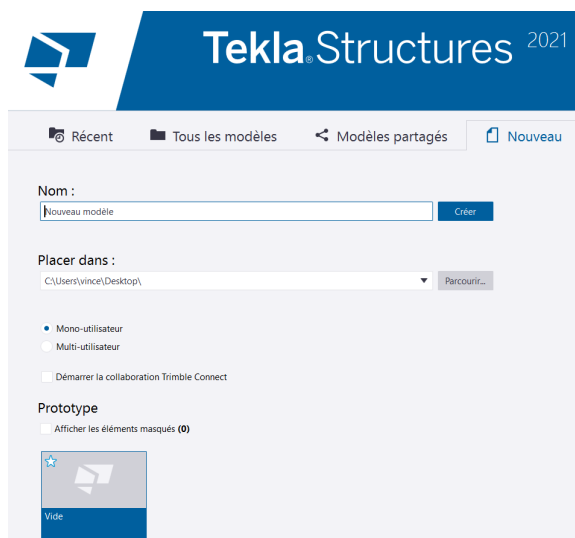 Tekla® Structures 2021
Récent Tous les modèles Modèles partagés Nouveau
Nom :
Nouveau modèle Créer
Placer dans :
C:\Users\vince\Desktop\ Parcourir...
Mono-utilisateur
Multi-utilisateur
Démarrer la collaboration Trimble Connect
Prototype
Afficher les éléments masqués (0)
Vide